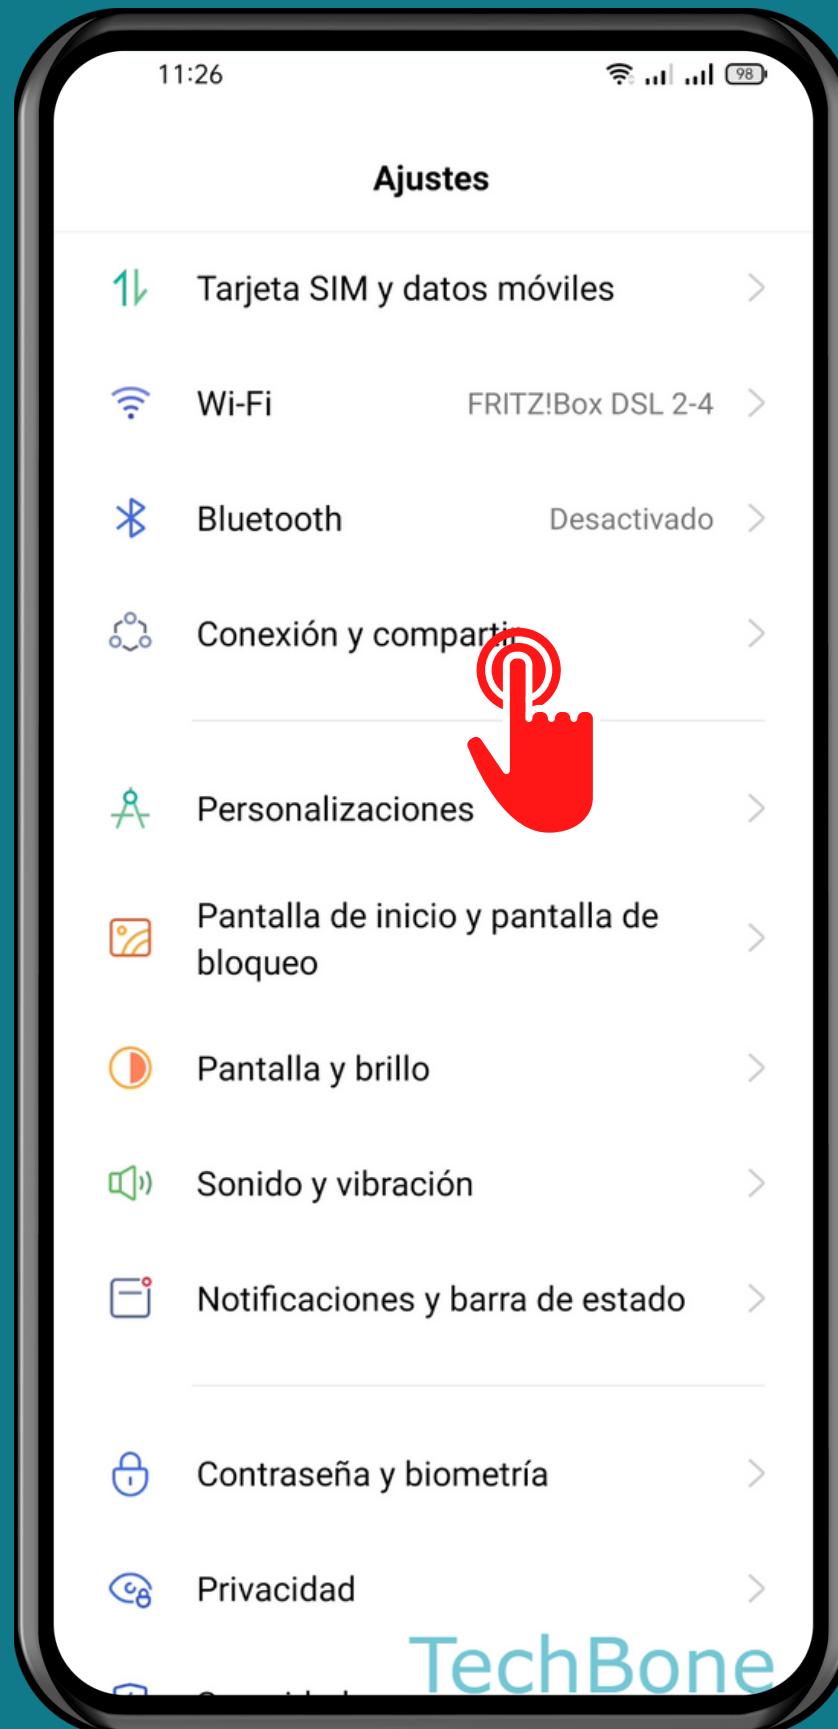 11:26
98
Ajustes
Tarjeta SIM y datos móviles
Wi-Fi
FRITZ!Box DSL 2-4
Bluetooth
Desactivado
Conexión y compartir
Personalizaciones
Pantalla de inicio y pantalla de
bloqueo
Pantalla y brillo
Sonido y vibración
Notificaciones y barra de estado
Contraseña y biometría
Privacidad
TechBone